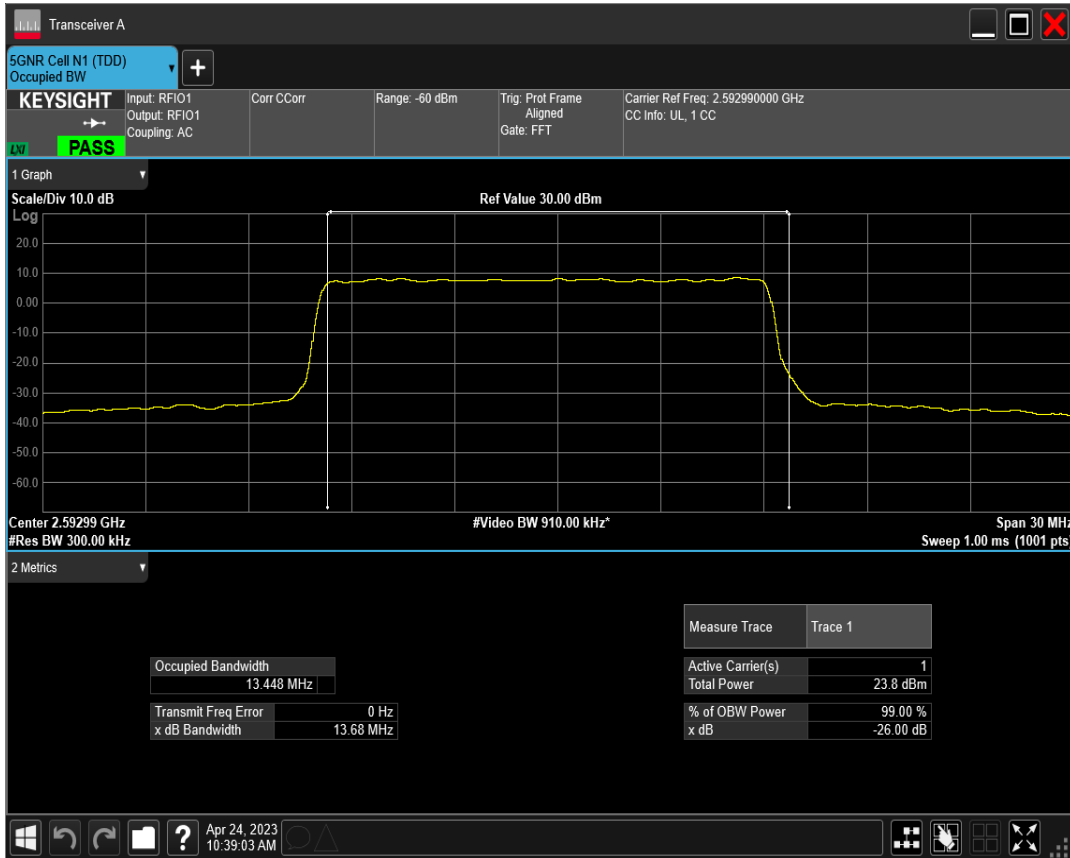 Transceiver A
5GNR Cell N1 (TDD)
Occupied BW
+
KEYSIGHT
LXI
PASS
Input: RFIO1
Output: RFIO1
Coupling: AC
Corr CCorr
Range: -60 dBm
Trig: Prot Frame
Aligned
Gate: FFT
Carrier Ref Freq: 2.592990000 GHz
CC Info: UL, 1 CC
1 Graph
Scale/Div 10.0 dB
Ref Value 30.00 dBm
Log
20.0
10.0
0.00
-10.0
-20.0
-30.0
-40.0
-50.0
-60.0
Center 2.59299 GHz
#Video BW 910.00 kHz*
Span 30 MHz
#Res BW 300.00 kHz
Sweep 1.00 ms (1001 pts)
2 Metrics
Measure Trace Trace 1
Occupied Bandwidth
13.448 MHz
Active Carrier(s) 1
Total Power 23.8 dBm
Transmit Freq Error 0 Hz
x dB Bandwidth 13.68 MHz
% of OBW Power 99.00 %
x dB -26.00 dB
?
Apr 24, 2023
10:39:03 AM